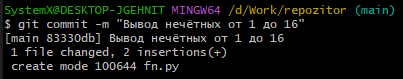 SystemX@DESKTOP-JGEHNIT MINGW64 /d/Work/repozitor (main)
$ git commit -m "Вывод нечётных от 1 до 16"
[main 83330db] Вывод нечётных от 1 до 16
 1 file changed, 2 insertions(+)
 create mode 100644 fn.py